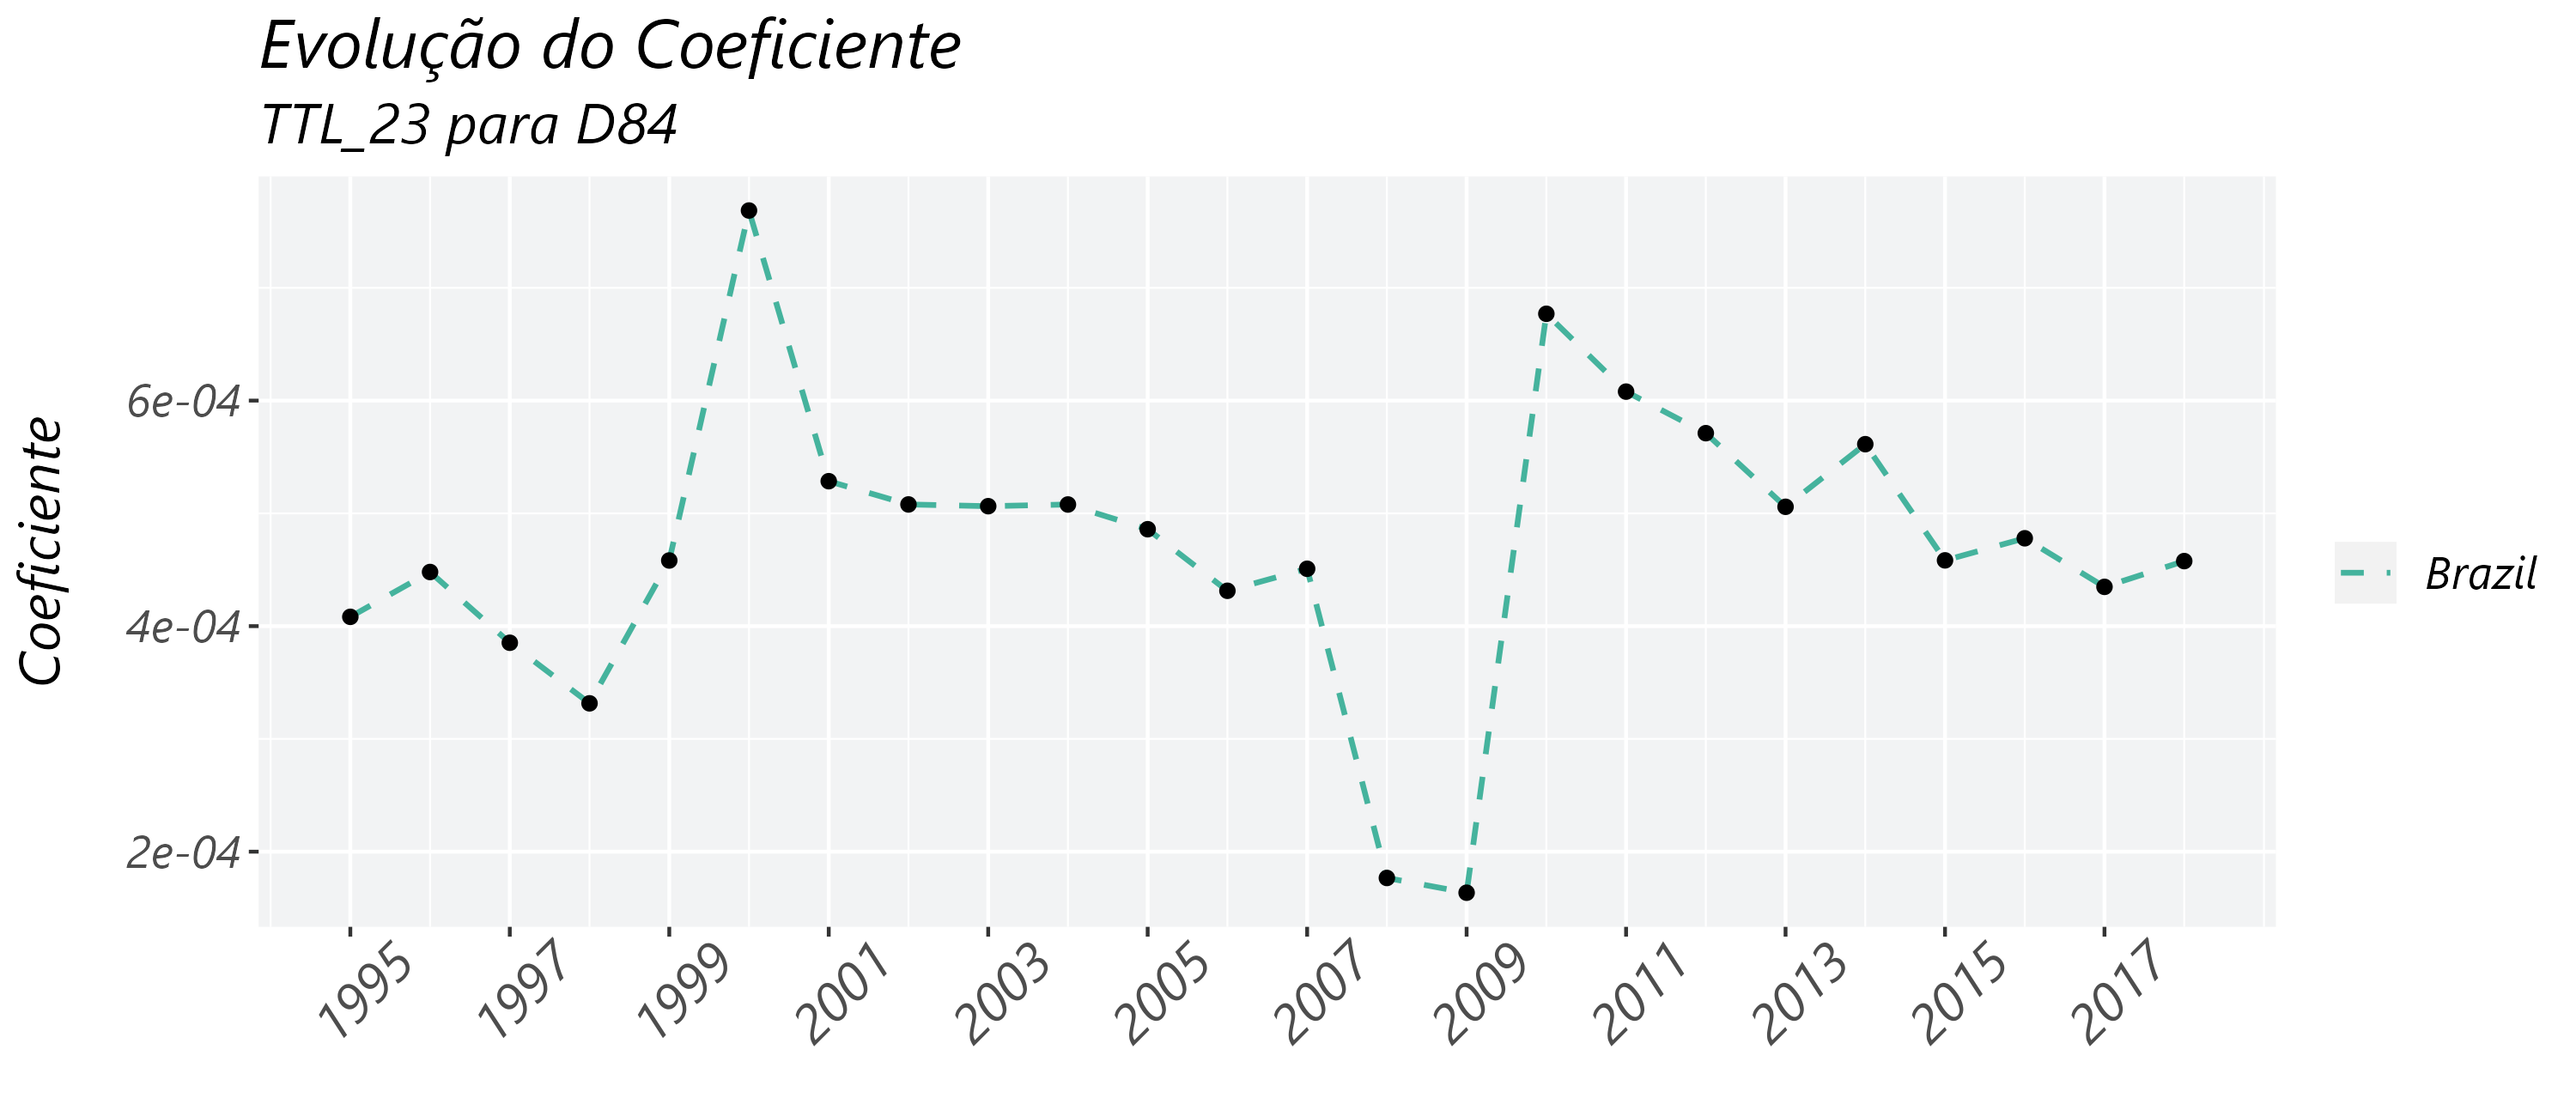 Evolução do Coeficiente
TTL_23 para D84
Coeficiente
6e-04
4e-04
2e-04
1995
1997
1999
2001
2003
2005
2007
2009
2011
2013
2015
2017
Brazil